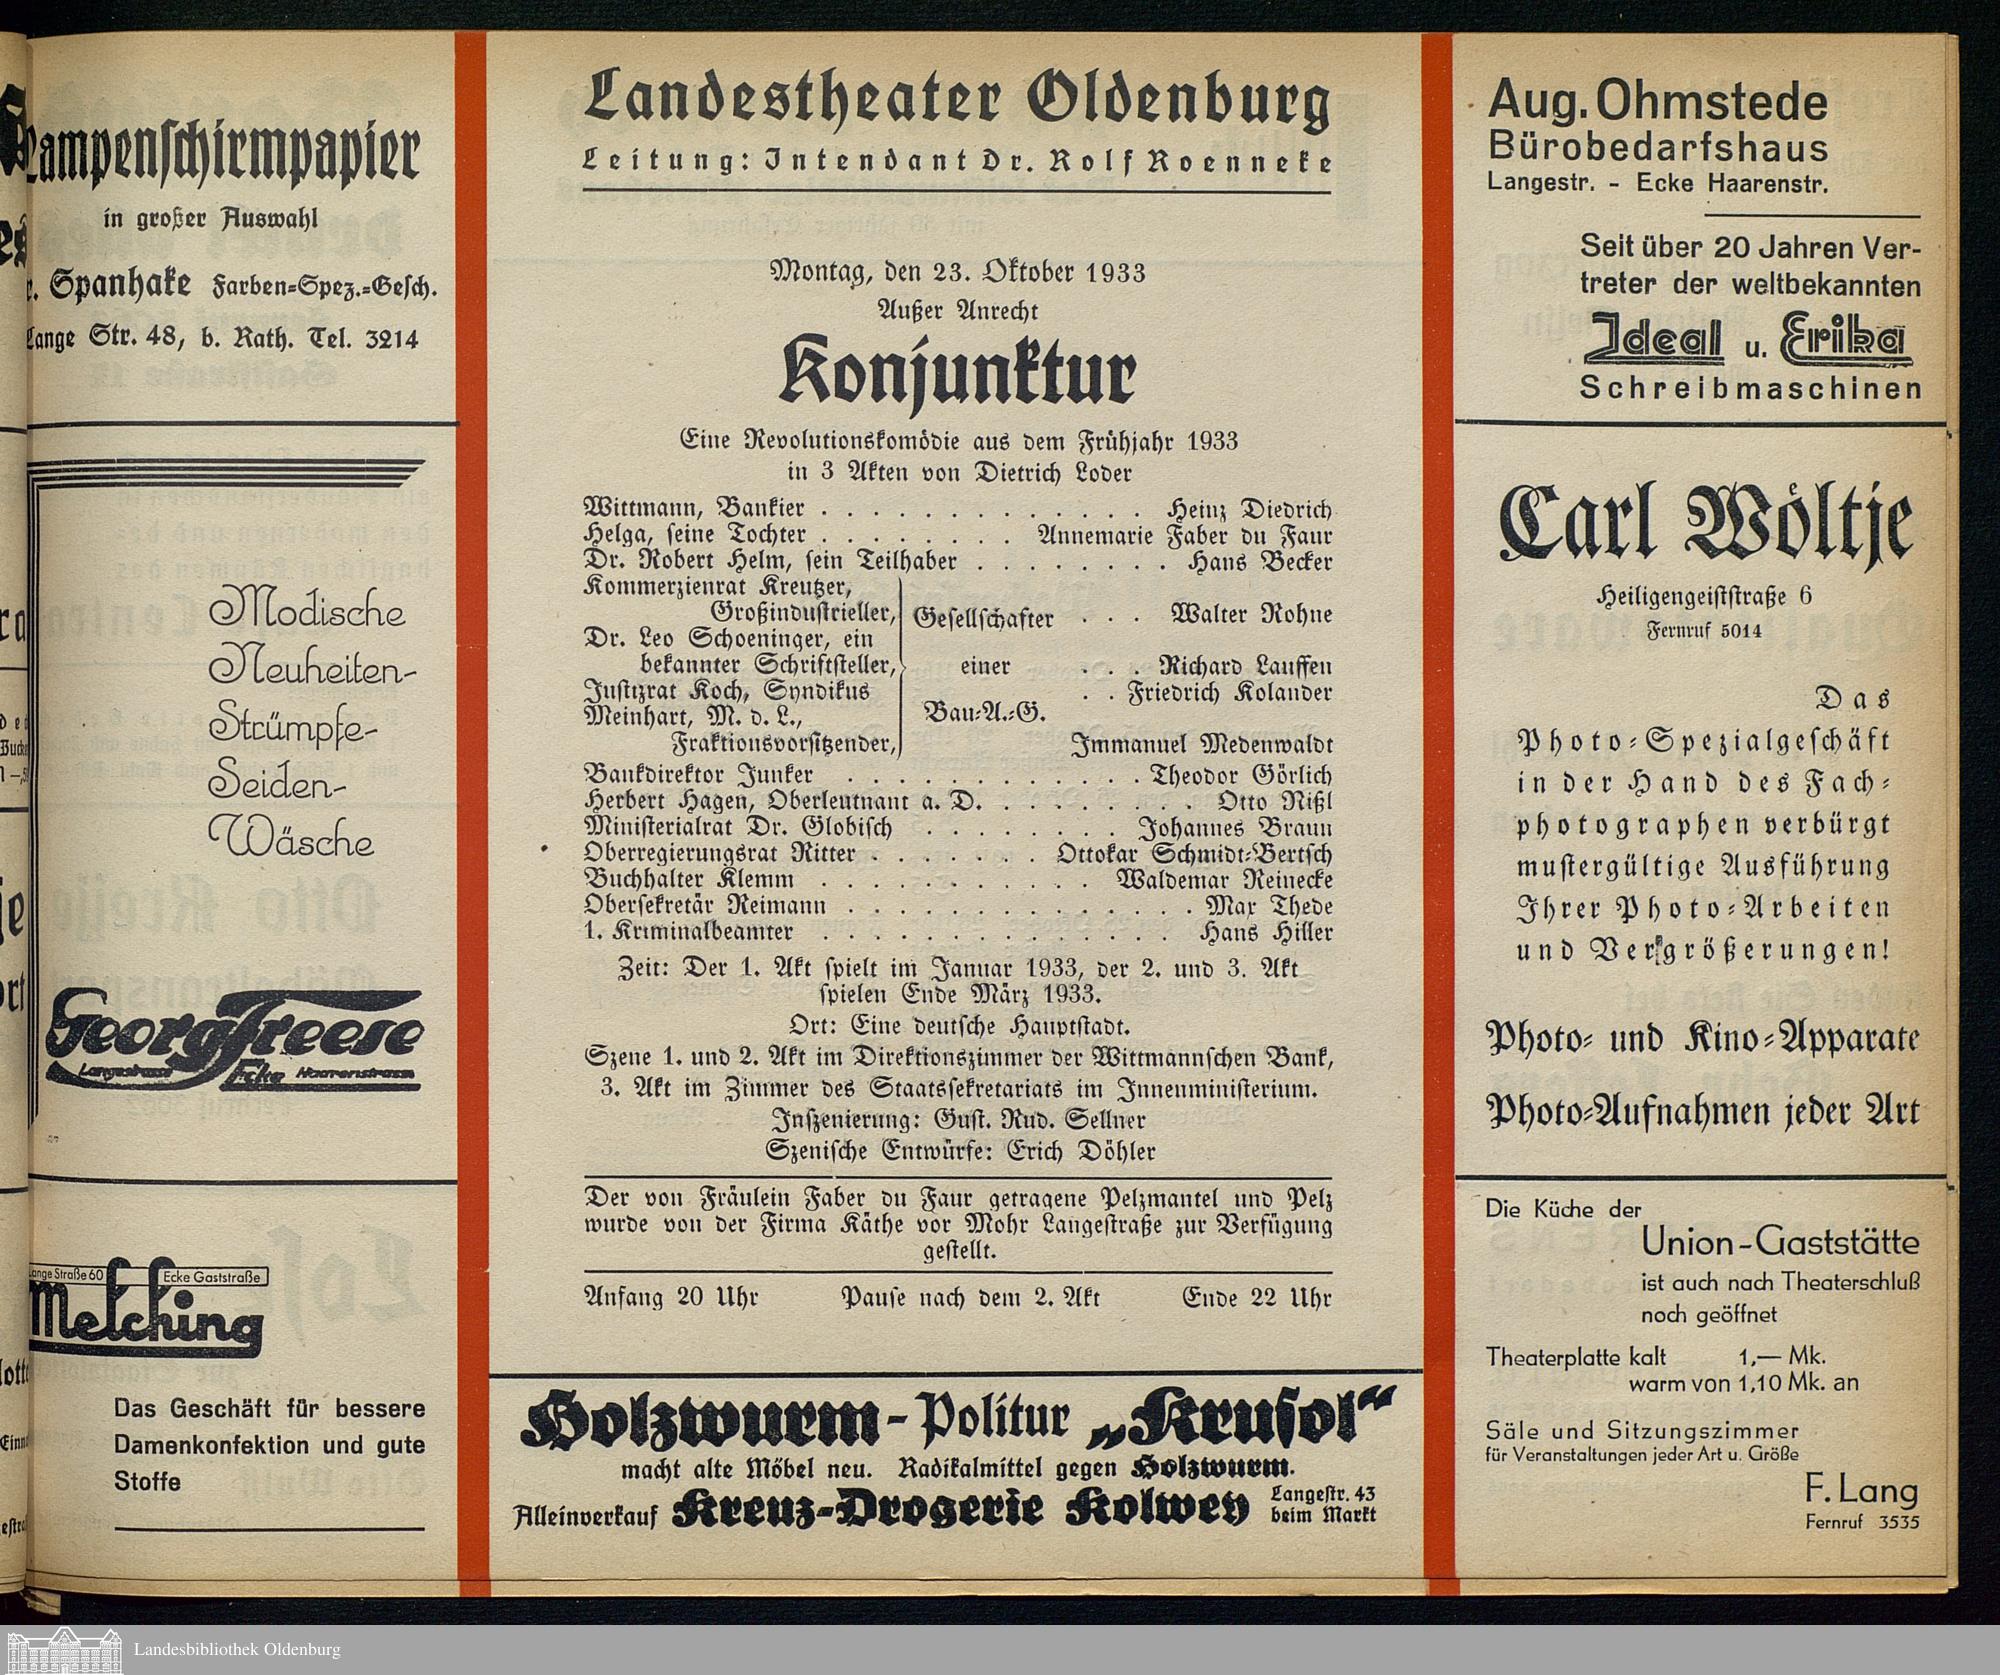 Lampenschirmpapier
in großer Auswahl
Spanhake Farben-Spez.-Gesch.
Lange Str. 48, b. Rath. Tel. 3214
Modische
Neuheiten-
Strümpfe-
Seiden-
Wäsche
Georg Freese
Langestrasse Ecke Haarenstrasse
Lange Straße 60 Ecke Gaststraße
Melching
Das Geschäft für bessere
Damenkonfektion und gute
Stoffe
Landestheater Oldenburg
Leitung: Intendant Dr. Rolf Roenneke
Montag, den 23. Oktober 1933
Außer Anrecht
Konjunktur
Eine Revolutionskomödie aus dem Frühjahr 1933
in 3 Akten von Dietrich Loder
Wittmann, Bankier . . . . . . . . . . . . . Heinz Diedrich
Helga, seine Tochter . . . . . . . . Annemarie Faber du Faur
Dr. Robert Helm, sein Teilhaber . . . . . . . . Hans Becker
Kommerzienrat Kreutzer,
Großindustrieller, Gesellschafter . . . Walter Rohne
Dr. Leo Schoeninger, ein
bekannter Schriftsteller, einer . . . Richard Lauffen
Justizrat Koch, Syndikus . . Friedrich Kolander
Meinhart, M. d. L., Bau-A.-G.
Fraktionsvorsitzender, Immanuel Medenwaldt
Bankdirektor Junker . . . . . . . . . . . . Theodor Görlich
Herbert Hagen, Oberleutnant a. D. . . . . . . . . . Otto Nißl
Ministerialrat Dr. Globisch . . . . . . . . Johannes Braun
Oberregierungsrat Ritter . . . . . . . Ottokar Schmidt-Bertsch
Buchhalter Klemm . . . . . . . . . . . Waldemar Reinecke
Obersekretär Reimann . . . . . . . . . . . . . . Max Thede
1. Kriminalbeamter . . . . . . . . . . . . . . Hans Hiller
Zeit: Der 1. Akt spielt im Januar 1933, der 2. und 3. Akt
spielen Ende März 1933.
Ort: Eine deutsche Hauptstadt.
Szene 1. und 2. Akt im Direktionszimmer der Wittmannschen Bank,
3. Akt im Zimmer des Staatssekretariats im Innenministerium.
Inszenierung: Gust. Rud. Sellner
Szenische Entwürfe: Erich Döhler
Der von Fräulein Faber du Faur getragene Pelzmantel und Pelz
wurde von der Firma Käthe vor Mohr Langestraße zur Verfügung
gestellt.
Anfang 20 Uhr Pause nach dem 2. Akt Ende 22 Uhr
Holzwurm-Politur „Krusol“
macht alte Möbel neu. Radikalmittel gegen Holzwurm.
Alleinverkauf Kreuz-Drogerie Kolwey Langestr. 43
beim Markt
Aug. Ohmstede
Bürobedarfshaus
Langestr. - Ecke Haarenstr.
Seit über 20 Jahren Ver-
treter der weltbekannten
Ideal u. Erika
Schreibmaschinen
Carl Wöltje
Heiligengeiststraße 6
Fernruf 5014
Das
Photo-Spezialgeschäft
in der Hand des Fach-
photographen verbürgt
mustergültige Ausführung
Ihrer Photo-Arbeiten
und Vergrößerungen!
Photo- und Kino-Apparate
Photo-Aufnahmen jeder Art
Die Küche der
Union-Gaststätte
ist auch nach Theaterschluß
noch geöffnet
Theaterplatte kalt 1,— Mk.
warm von 1,10 Mk. an
Säle und Sitzungszimmer
für Veranstaltungen jeder Art u. Größe
F. Lang
Fernruf 3535
Landesbibliothek Oldenburg